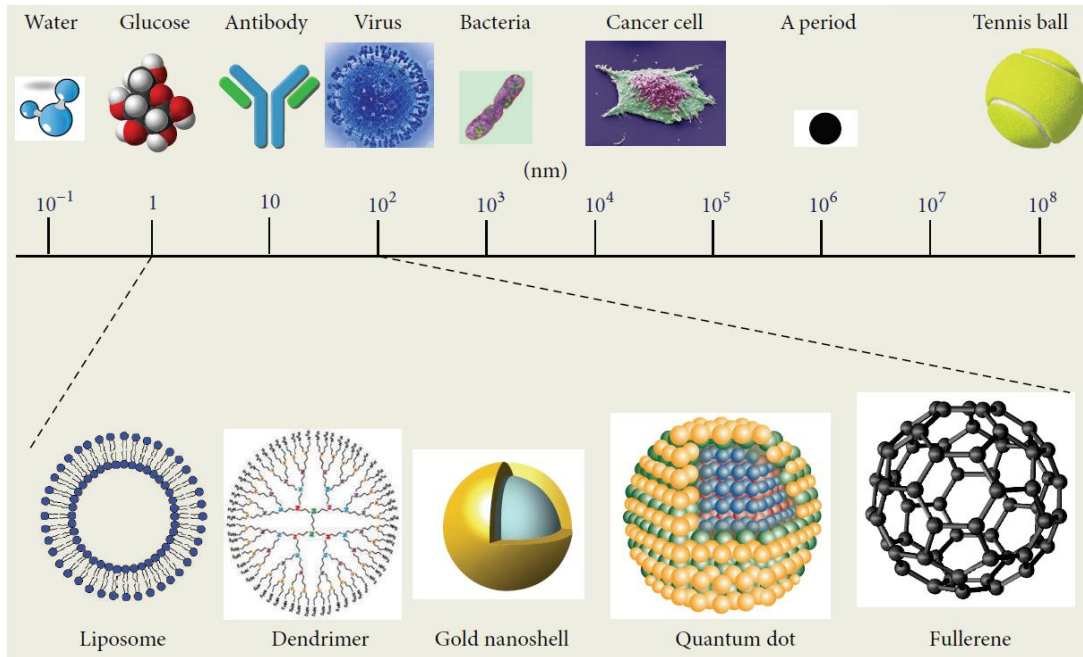 Water Glucose Antibody Virus Bacteria Cancer cell A period Tennis ball
(nm)
10⁻¹ 1 10 10² 10³ 10⁴ 10⁵ 10⁶ 10⁷ 10⁸
Liposome Dendrimer Gold nanoshell Quantum dot Fullerene